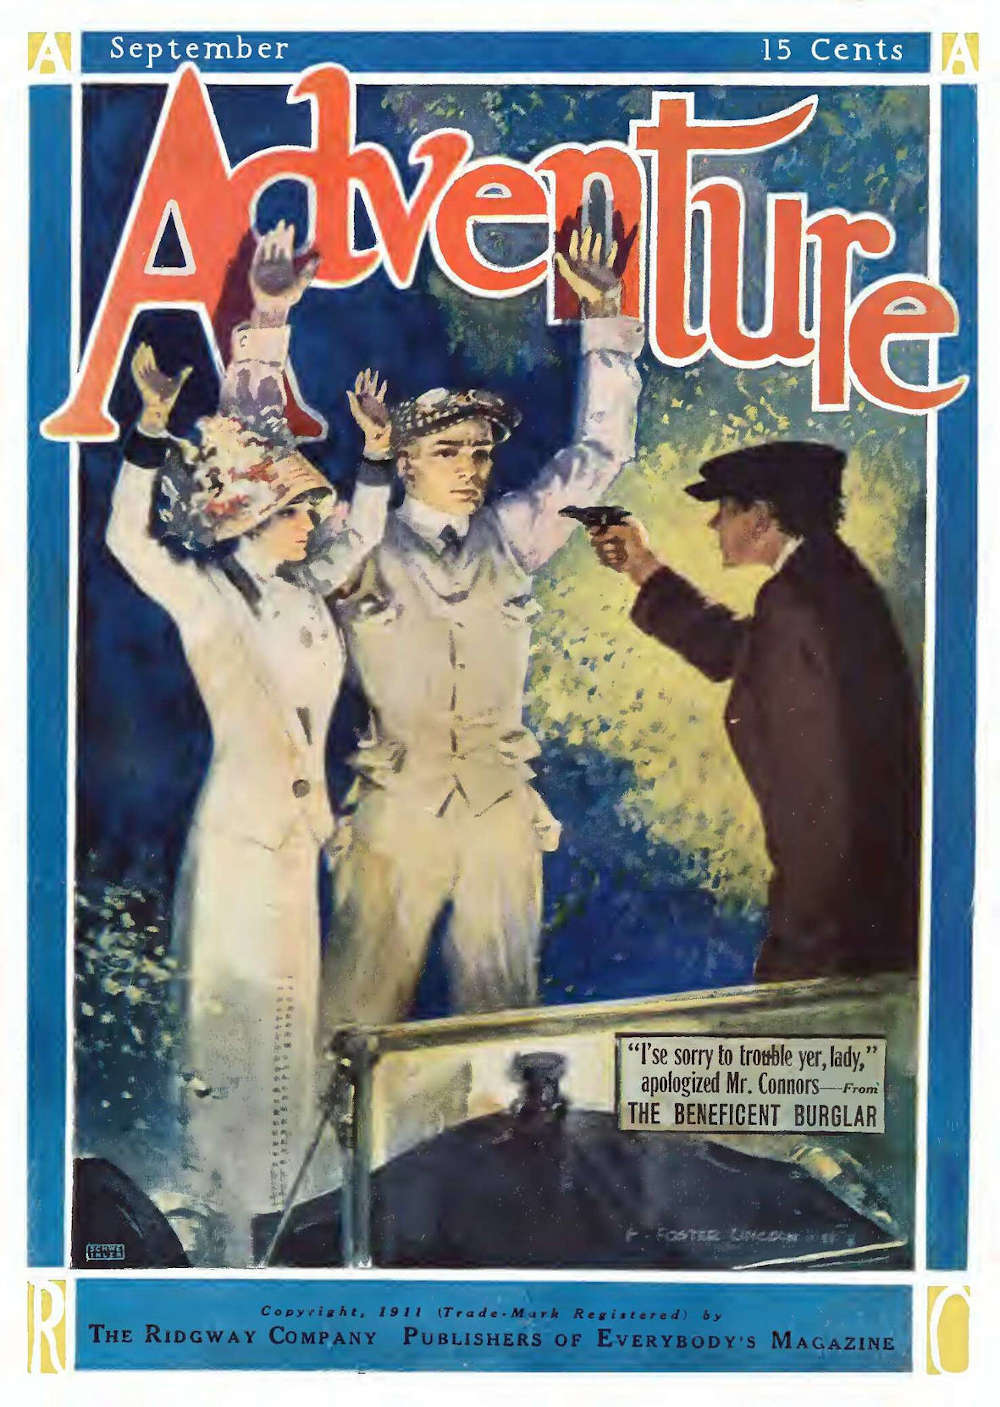 A
September
15 Cents
A
Adventure
“I'se sorry to trouble yer, lady,”
apologized Mr. Connors—From
THE BENEFICENT BURGLAR
F. FOSTER LINCOLN
R
Copyright, 1911 (Trade-Mark Registered) by
THE RIDGWAY COMPANY PUBLISHERS OF EVERYBODY'S MAGAZINE
C